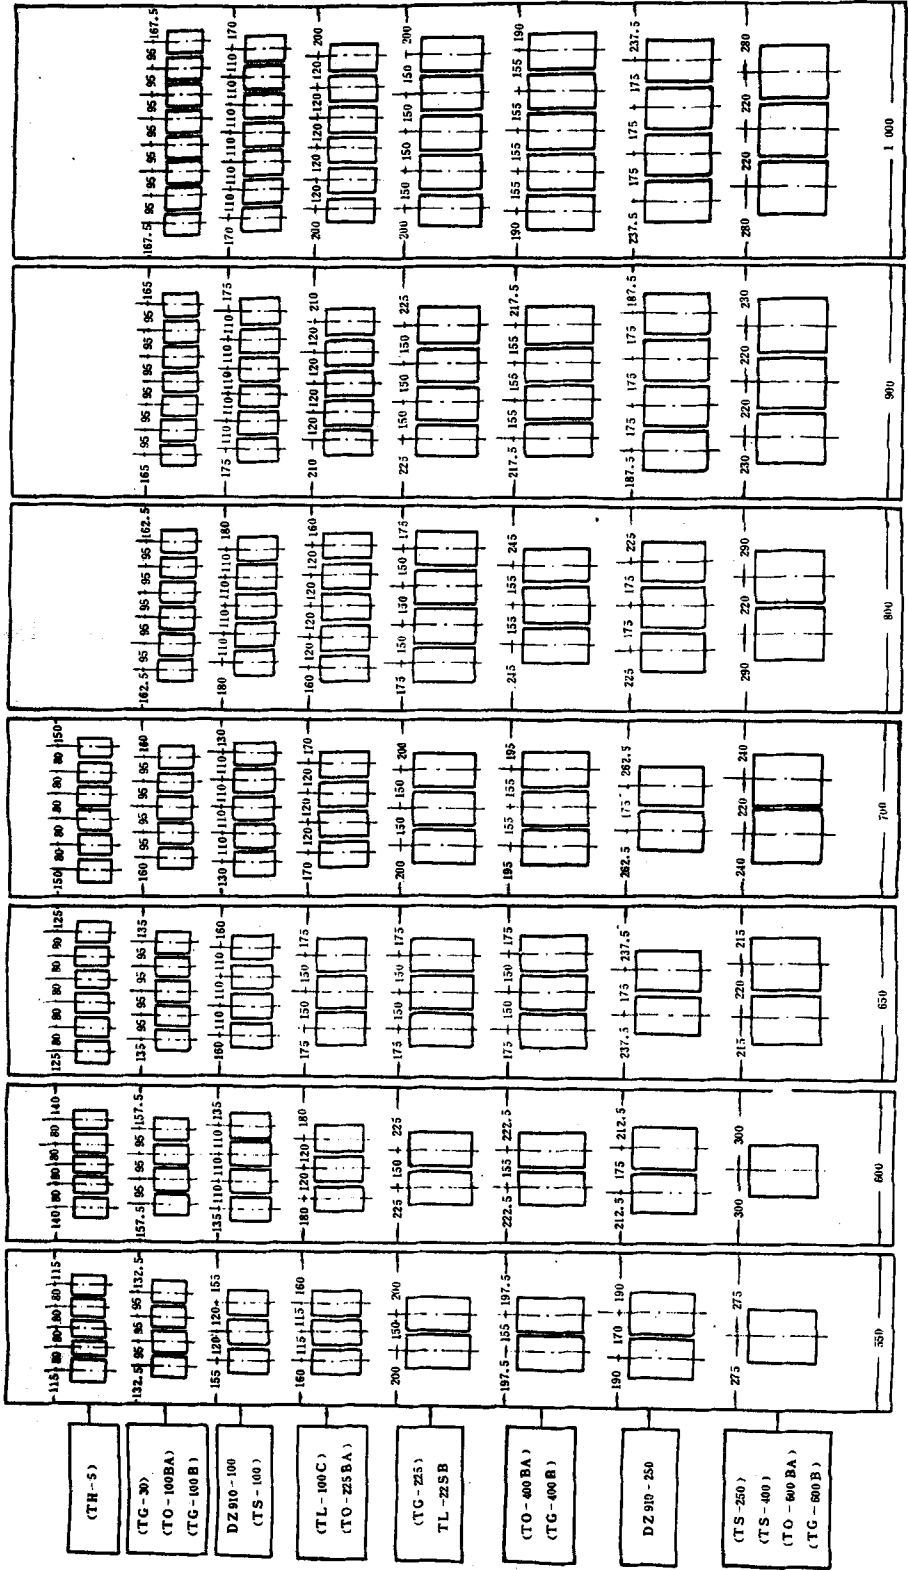 (TH-5)
115 80 80 80 80 115 140 80 80 80 80 140 125 80 80 80 80 80 125 150 80 80 80 80 80 150
(TG-30)
(TO-100BA)
(TG-100B)
132.5 95 95 95 132.5 157.5 95 95 95 157.5 135 95 95 95 95 135 160 95 95 95 95 160 162.5 95 95 95 95 95 162.5 165 95 95 95 95 95 95 165 167.5 95 95 95 95 95 95 95 167.5
DZ910-100
(TS-100)
155 120 120 155 135 110 110 110 135 160 110 110 110 160 130 110 110 110 110 130 180 110 110 110 110 180 175 110 110 110 110 110 175 170 110 110 110 110 110 110 170
(TL-100C)
(TO-225BA)
160 115 115 160 180 120 120 180 175 150 150 175 170 120 120 120 170 160 120 120 120 120 160 210 120 120 120 120 210 200 120 120 120 120 120 200
(TG-225)
TL-225B
200 150 200 225 150 225 175 150 150 175 200 150 150 200 175 150 150 150 175 225 150 150 150 225 200 150 150 150 150 200
(TO-400BA)
(TG-400B)
197.5 155 197.5 222.5 155 222.5 175 150 150 175 195 155 155 195 245 155 155 245 217.5 155 155 155 217.5 190 155 155 155 155 190
DZ910-250
190 170 190 212.5 175 212.5 237.5 175 237.5 262.5 175 262.5 225 175 175 225 187.5 175 175 175 187.5 237.5 175 175 175 237.5
(TS-250)
(TS-400)
(TO-600BA)
(TG-600B)
275 275 300 300 215 220 215 240 220 240 290 220 290 230 220 220 230 280 220 220 280
550 600 650 700 800 900 1 000